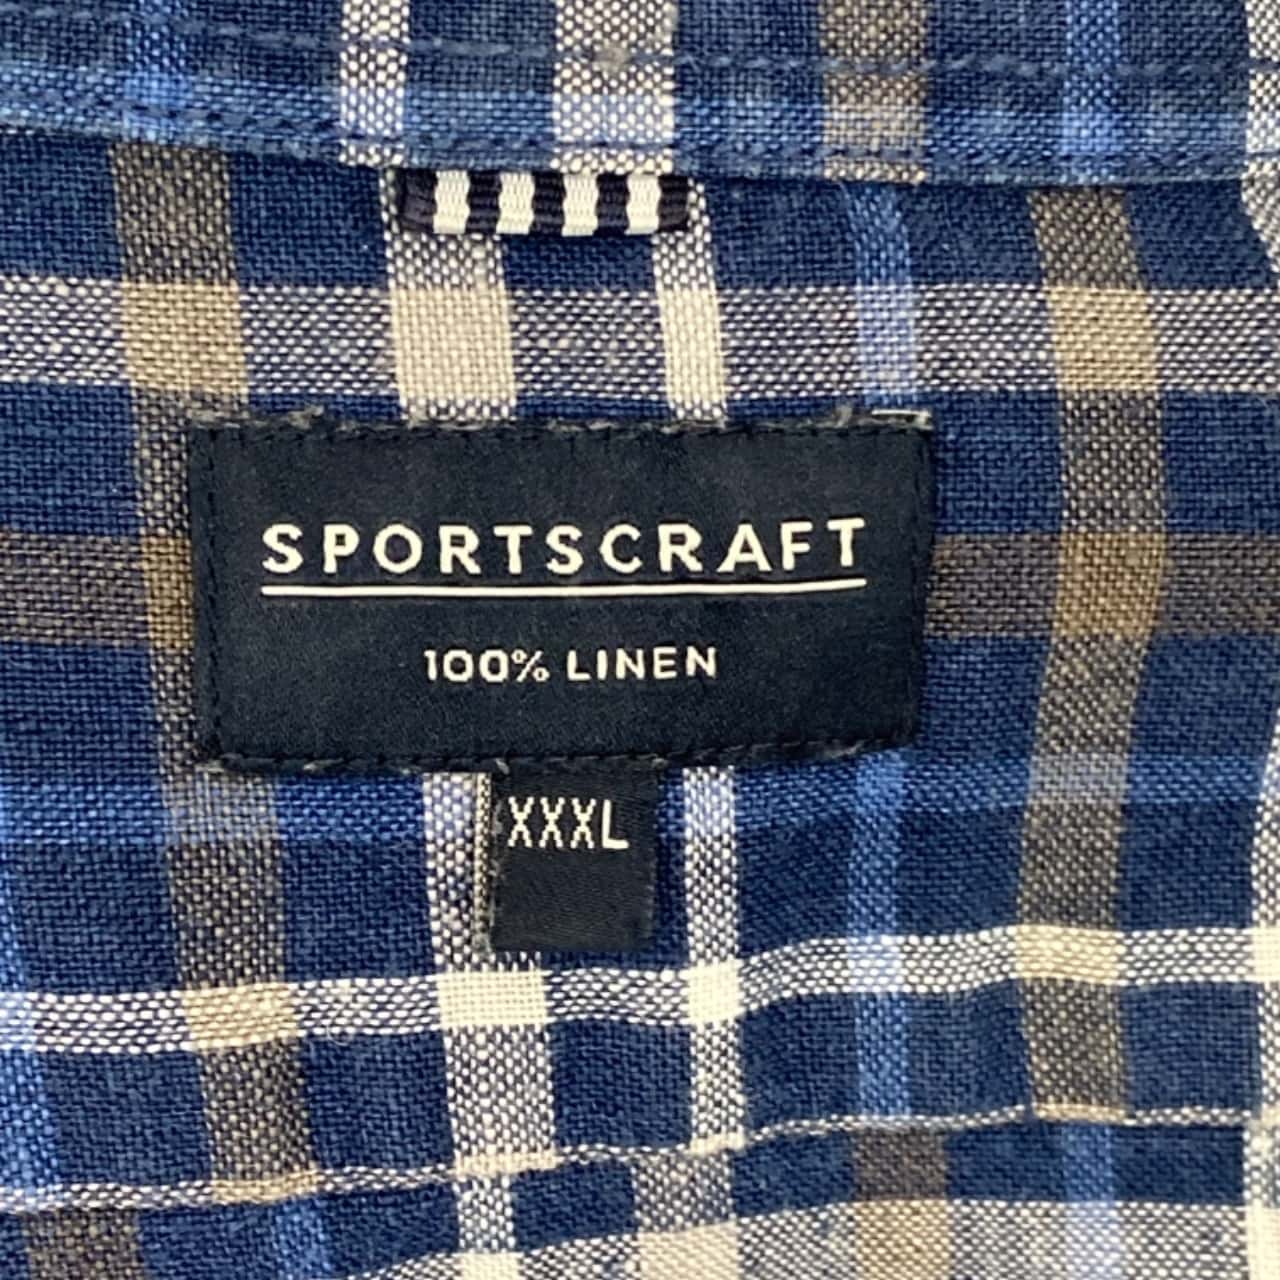 SPORTSCRAFT
100% LINEN
XXXL